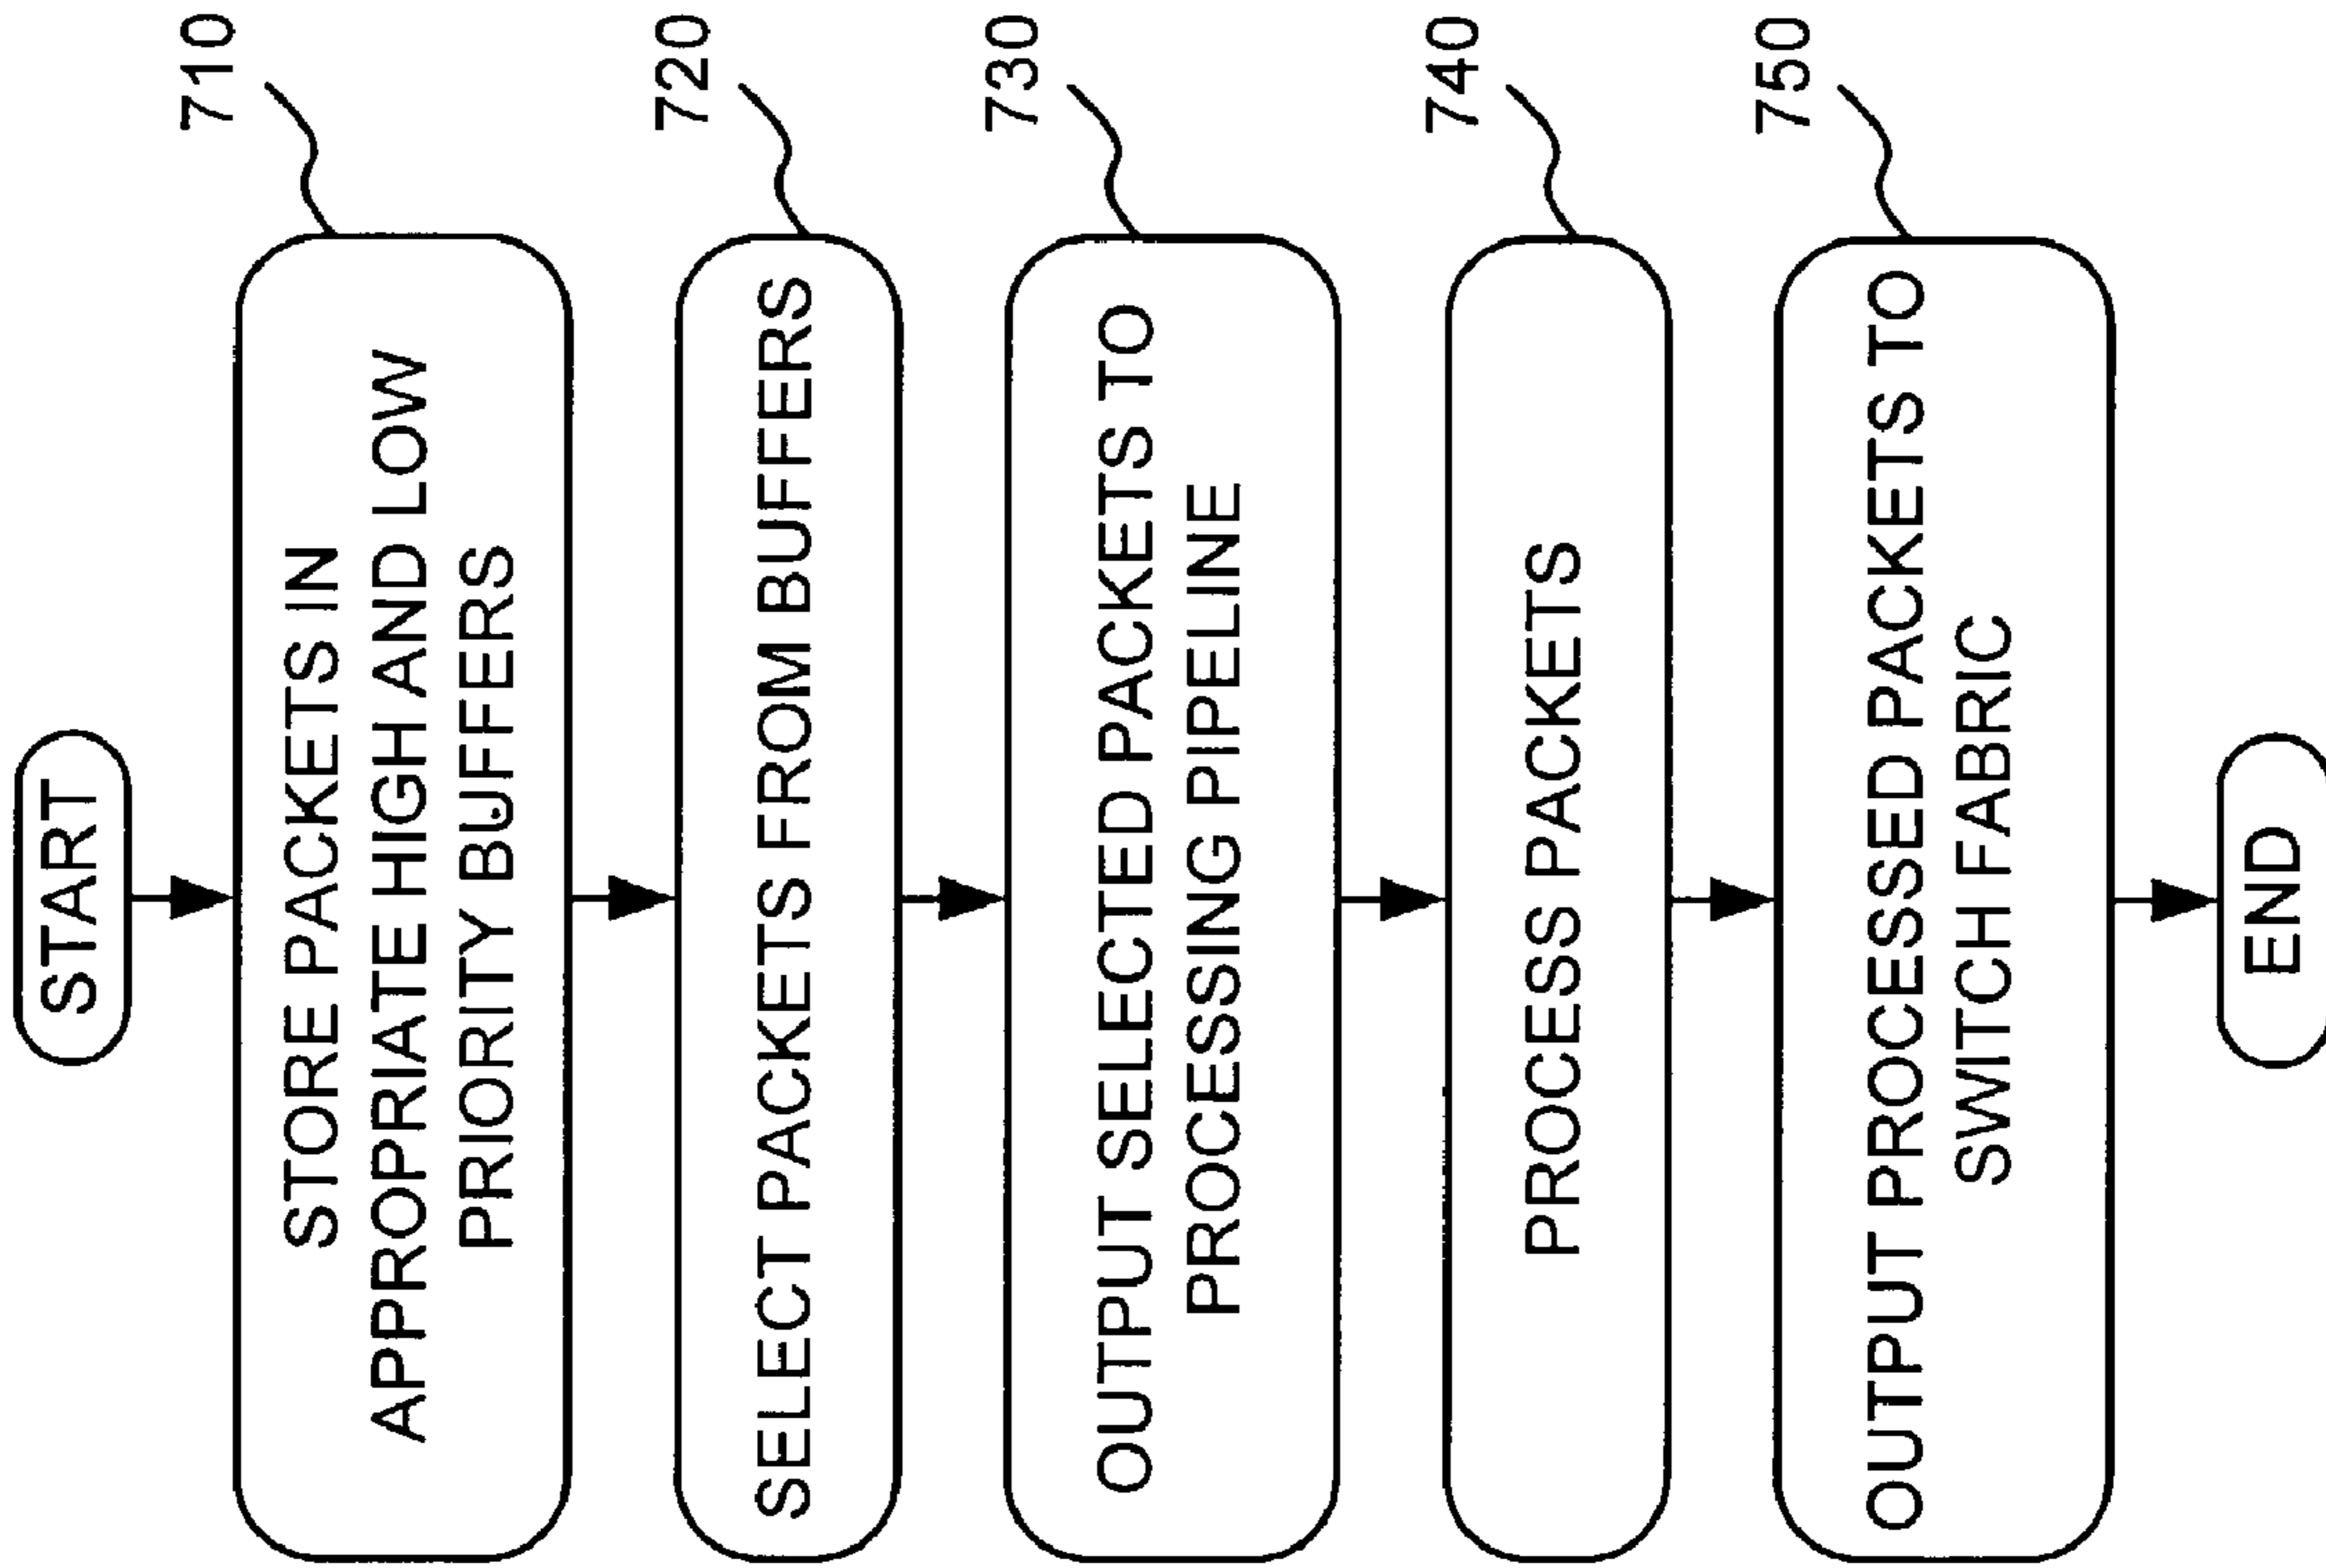 START
710
STORE PACKETS IN
APPROPRIATE HIGH AND LOW
PRIORITY BUFFERS
720
SELECT PACKETS FROM BUFFERS
730
OUTPUT SELECTED PACKETS TO
PROCESSING PIPELINE
740
PROCESS PACKETS
750
OUTPUT PROCESSED PACKETS TO
SWITCH FABRIC
END